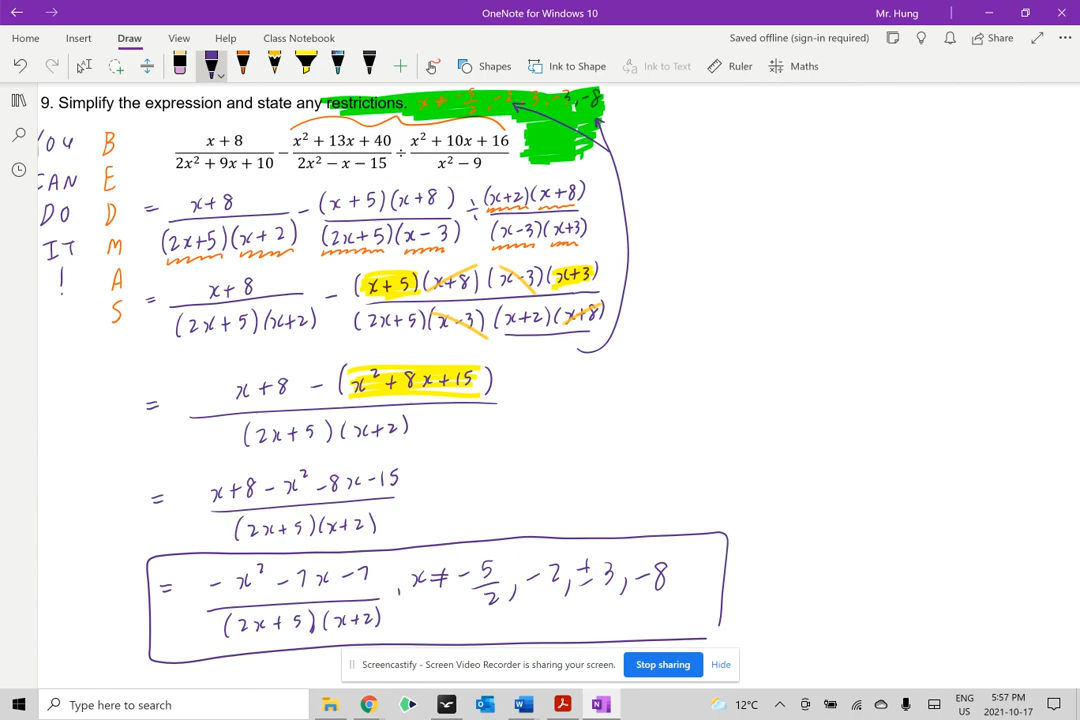 OneNote for Windows 10
Mr. Hung
Home Insert Draw View Help Class Notebook
Saved offline (sign-in required) Share
Shapes Ink to Shape Ink to Text Ruler Maths
9. Simplify the expression and state any restrictions. x ≠ -5/2, -2, 3, -3, -8
(x + 8)/(2x² + 9x + 10) − (x² + 13x + 40)/(2x² − x − 15) ÷ (x² + 10x + 16)/(x² − 9)
YOU
CAN
DO
IT
!
B
E
D
M
A
S
= (x+8)/((2x+5)(x+2)) - ((x+5)(x+8))/((2x+5)(x-3)) ÷ ((x+2)(x+8))/((x-3)(x+3))
= (x+8)/((2x+5)(x+2)) - ((x+5)(x+8)(x-3)(x+3))/((2x+5)(x-3)(x+2)(x+8))
= (x+8 - (x²+8x+15))/((2x+5)(x+2))
= (x+8-x²-8x-15)/((2x+5)(x+2))
= (-x²-7x-7)/((2x+5)(x+2)), x≠-5/2, -2, ±3, -8
Screencastify - Screen Video Recorder is sharing your screen. Stop sharing Hide
Type here to search
12°C
ENG
US
5:57 PM
2021-10-17